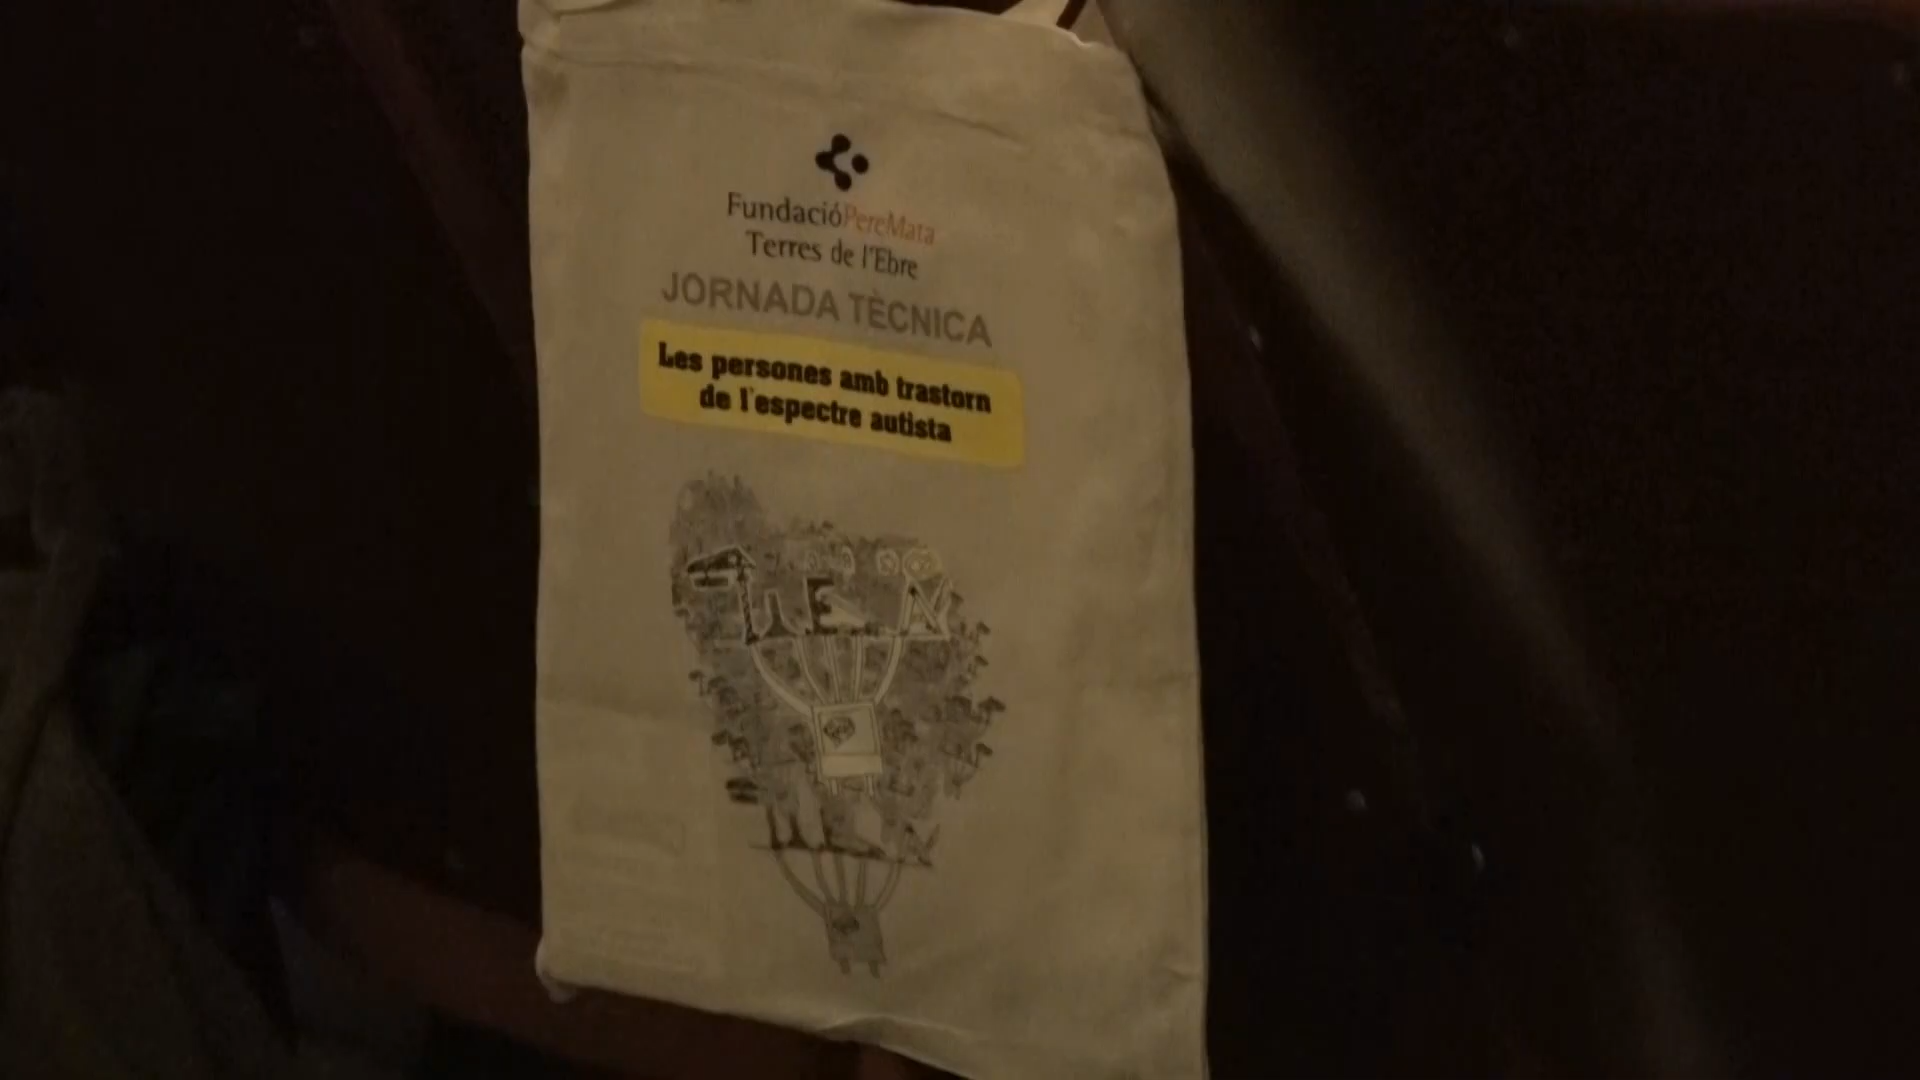 FundacióPereMata
Terres de l'Ebre
JORNADA TÈCNICA
Les persones amb trastorn
de l'espectre autista